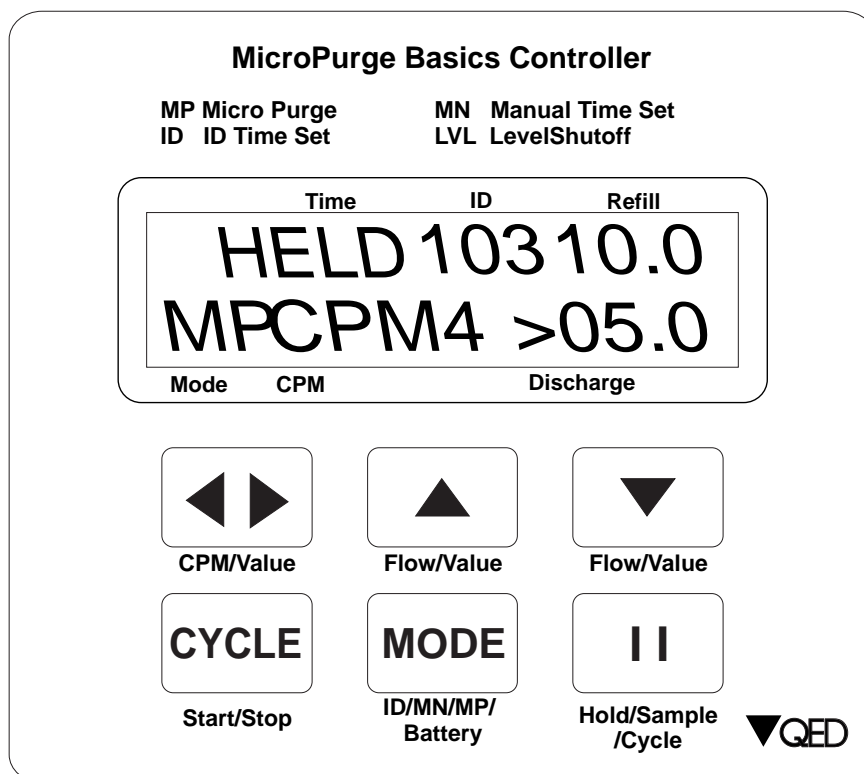 MicroPurge Basics Controller
MP Micro Purge MN Manual Time Set
ID ID Time Set LVL LevelShutoff
Time ID Refill
HELD 103 10.0
MPCPM4 >05.0
Mode CPM Discharge
CPM/Value Flow/Value Flow/Value
CYCLE MODE II
Start/Stop ID/MN/MP/ Hold/Sample
Battery /Cycle
QED